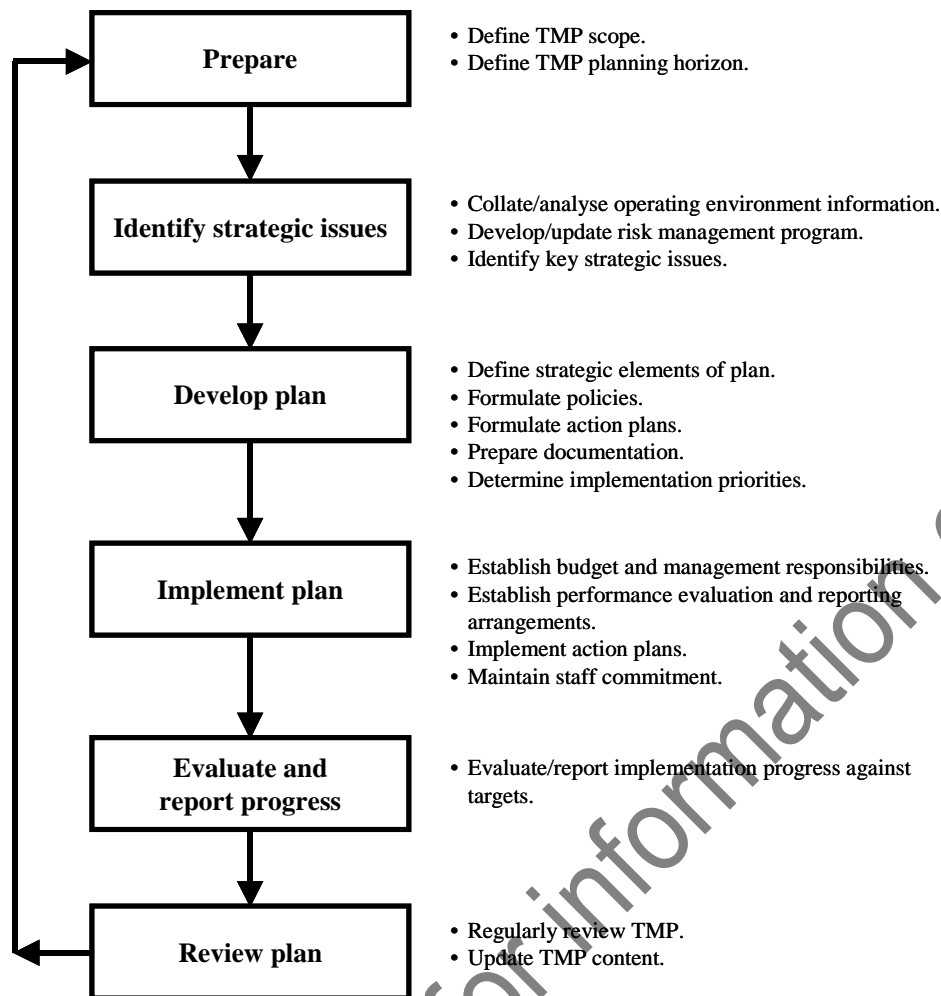 Prepare
• Define TMP scope.
• Define TMP planning horizon.
Identify strategic issues
• Collate/analyse operating environment information.
• Develop/update risk management program.
• Identify key strategic issues.
Develop plan
• Define strategic elements of plan.
• Formulate policies.
• Formulate action plans.
• Prepare documentation.
• Determine implementation priorities.
Implement plan
• Establish budget and management responsibilities.
• Establish performance evaluation and reporting
arrangements.
• Implement action plans.
• Maintain staff commitment.
Evaluate and
report progress
• Evaluate/report implementation progress against
targets.
Review plan
• Regularly review TMP.
• Update TMP content.
for information